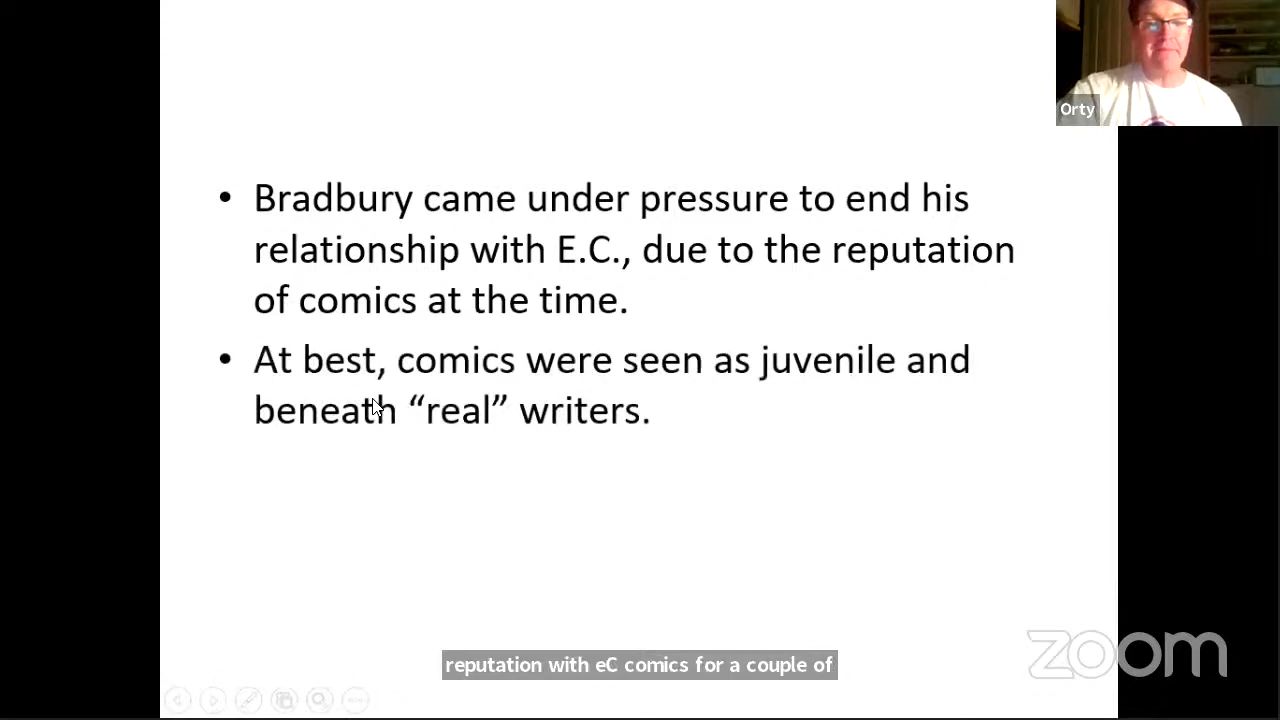 Orty
• Bradbury came under pressure to end his
relationship with E.C., due to the reputation
of comics at the time.
• At best, comics were seen as juvenile and
beneath “real” writers.
zoom
reputation with eC comics for a couple of